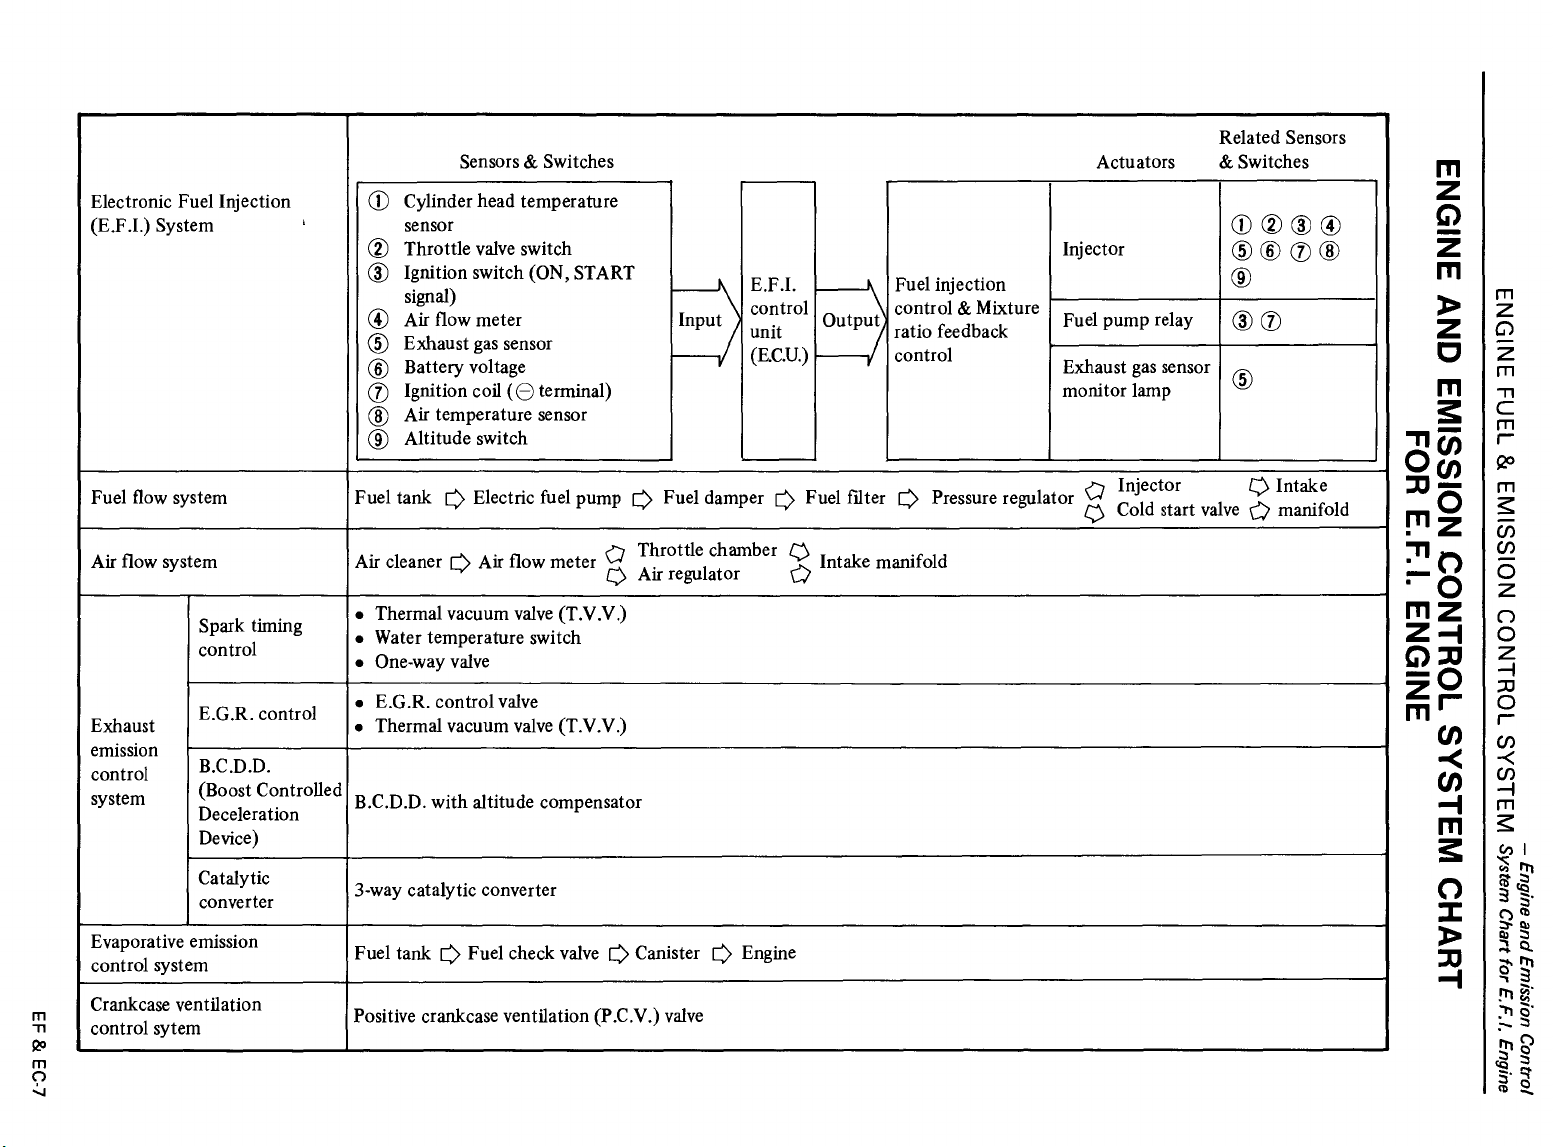 ENGINE FUEL & EMISSION CONTROL SYSTEM
– Engine and Emission Control
System Chart for E.F.I. Engine
ENGINE AND EMISSION CONTROL SYSTEM CHART
FOR E.F.I. ENGINE
Electronic Fuel Injection
(E.F.I.) System
Sensors & Switches
① Cylinder head temperature
sensor
② Throttle valve switch
③ Ignition switch (ON, START
signal)
④ Air flow meter
⑤ Exhaust gas sensor
⑥ Battery voltage
⑦ Ignition coil (⊖ terminal)
⑧ Air temperature sensor
⑨ Altitude switch
Input
E.F.I.
control
unit
(E.C.U.)
Output
Fuel injection
control & Mixture
ratio feedback
control
Actuators
Related Sensors
& Switches
Injector
① ② ③ ④
⑤ ⑥ ⑦ ⑧
⑨
Fuel pump relay
③ ⑦
Exhaust gas sensor
monitor lamp
⑤
Fuel flow system
Fuel tank ⇨ Electric fuel pump ⇨ Fuel damper ⇨ Fuel filter ⇨ Pressure regulator
Injector ⇨ Intake
Cold start valve ⇨ manifold
Air flow system
Air cleaner ⇨ Air flow meter
Throttle chamber
Air regulator
Intake manifold
Exhaust
emission
control
system
Spark timing
control
• Thermal vacuum valve (T.V.V.)
• Water temperature switch
• One-way valve
E.G.R. control
• E.G.R. control valve
• Thermal vacuum valve (T.V.V.)
B.C.D.D.
(Boost Controlled
Deceleration
Device)
B.C.D.D. with altitude compensator
Catalytic
converter
3-way catalytic converter
Evaporative emission
control system
Fuel tank ⇨ Fuel check valve ⇨ Canister ⇨ Engine
Crankcase ventilation
control sytem
Positive crankcase ventilation (P.C.V.) valve
EF & EC-7